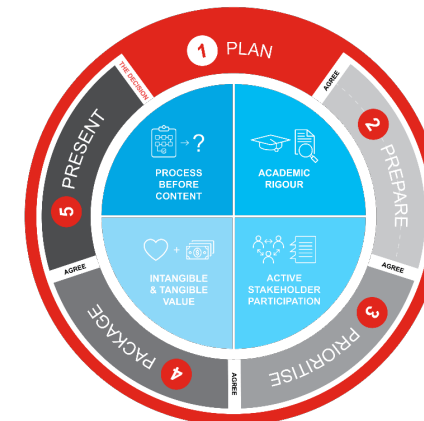 1 PLAN
AGREE
2 PREPARE
AGREE
3 PRIORITISE
AGREE
4 PACKAGE
AGREE
5 PRESENT
THE DECISION
→ ?
PROCESS
BEFORE
CONTENT
ACADEMIC
RIGOUR
+ $
INTANGIBLE
& TANGIBLE
VALUE
ACTIVE
STAKEHOLDER
PARTICIPATION